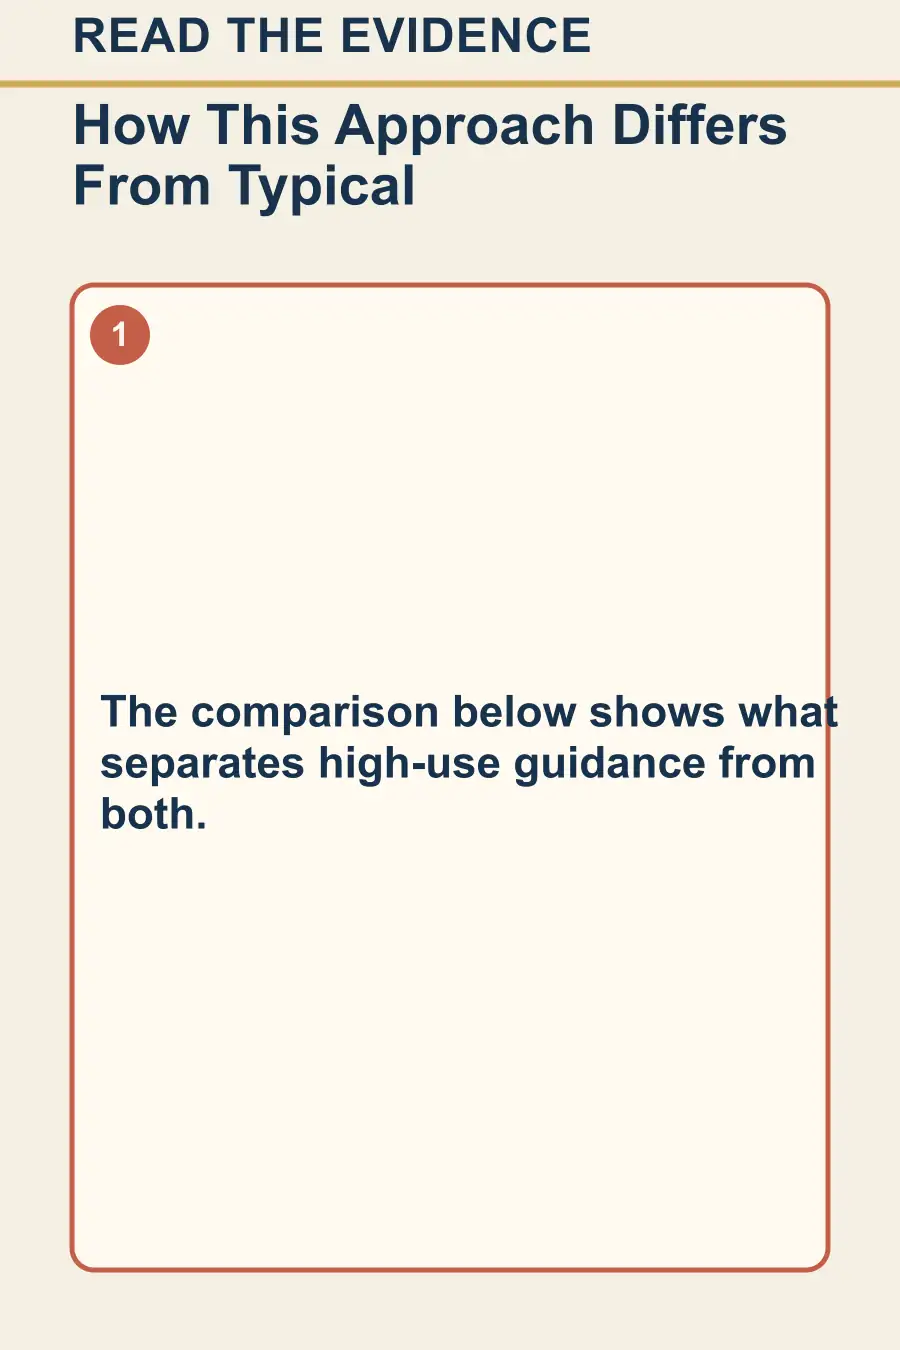 READ THE EVIDENCE
How This Approach Differs
From Typical
1
The comparison below shows what
separates high-use guidance from
both.